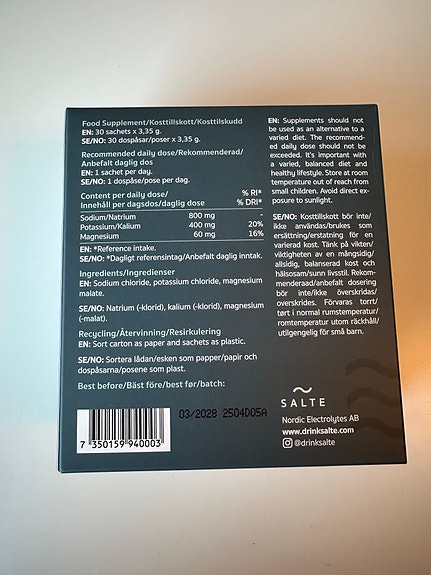 Food Supplement/Kosttillskott/Kosttilskudd
EN: 30 sachets x 3,35 g.
SE/NO: 30 dospåsar/poser x 3,35 g.
Recommended daily dose/Rekommenderad/
Anbefalt daglig dos
EN: 1 sachet per day.
SE/NO: 1 dospåse/pose per dag.
Content per daily dose/ % RI*
Innehåll per dagsdos/daglig dose % DRI*
Sodium/Natrium 800 mg -
Potassium/Kalium 400 mg 20%
Magnesium 60 mg 16%
EN: *Reference intake.
SE/NO: *Dagligt referensintag/Anbefalt daglig inntak.
Ingredients/Ingredienser
EN: Sodium chloride, potassium chloride, magnesium
malate.
SE/NO: Natrium (-klorid), kalium (-klorid), magnesium
(-malat).
Recycling/Återvinning/Resirkulering
EN: Sort carton as paper and sachets as plastic.
SE/NO: Sortera lådan/esken som papper/papir och
dospåsarna/posene som plast.
Best before/Bäst före/best før/batch:
03/2028 2504D05A
7 350159 940003
EN: Supplements should not
be used as an alternative to a
varied diet. The recommend-
ed daily dose should not be
exceeded. It's important with
a varied, balanced diet and
healthy lifestyle. Store at room
temperature out of reach from
small children. Avoid direct ex-
posure to sunlight.
SE/NO: Kosttillskott bör inte/
ikke användas/brukes som
ersättning/erstatning för en
varierad kost. Tänk på vikten/
viktigheten av en mångsidig/
allsidig, balanserad kost och
hälsosam/sunn livsstil. Rekom-
menderaad/anbefalt dosering
bör inte/ikke överskridas/
overskrides. Förvaras torrt/
tørt i normal rumstemperatur/
romtemperatur utom räckhåll/
utilgengelig för små barn.
SALTE
Nordic Electrolytes AB
www.drinksalte.com
@drinksalte